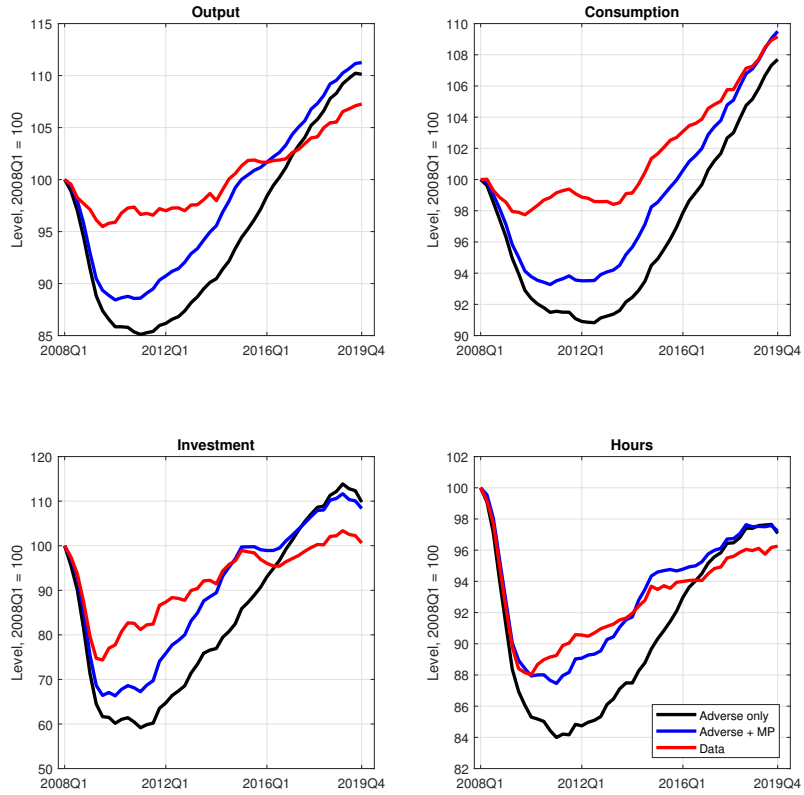 Output
Level, 2008Q1 = 100
115
110
105
100
95
90
85
2008Q1 2012Q1 2016Q1 2019Q4
Consumption
Level, 2008Q1 = 100
110
108
106
104
102
100
98
96
94
92
90
2008Q1 2012Q1 2016Q1 2019Q4
Investment
Level, 2008Q1 = 100
120
110
100
90
80
70
60
50
2008Q1 2012Q1 2016Q1 2019Q4
Hours
Level, 2008Q1 = 100
102
100
98
96
94
92
90
88
86
84
82
2008Q1 2012Q1 2016Q1 2019Q4
Adverse only
Adverse + MP
Data